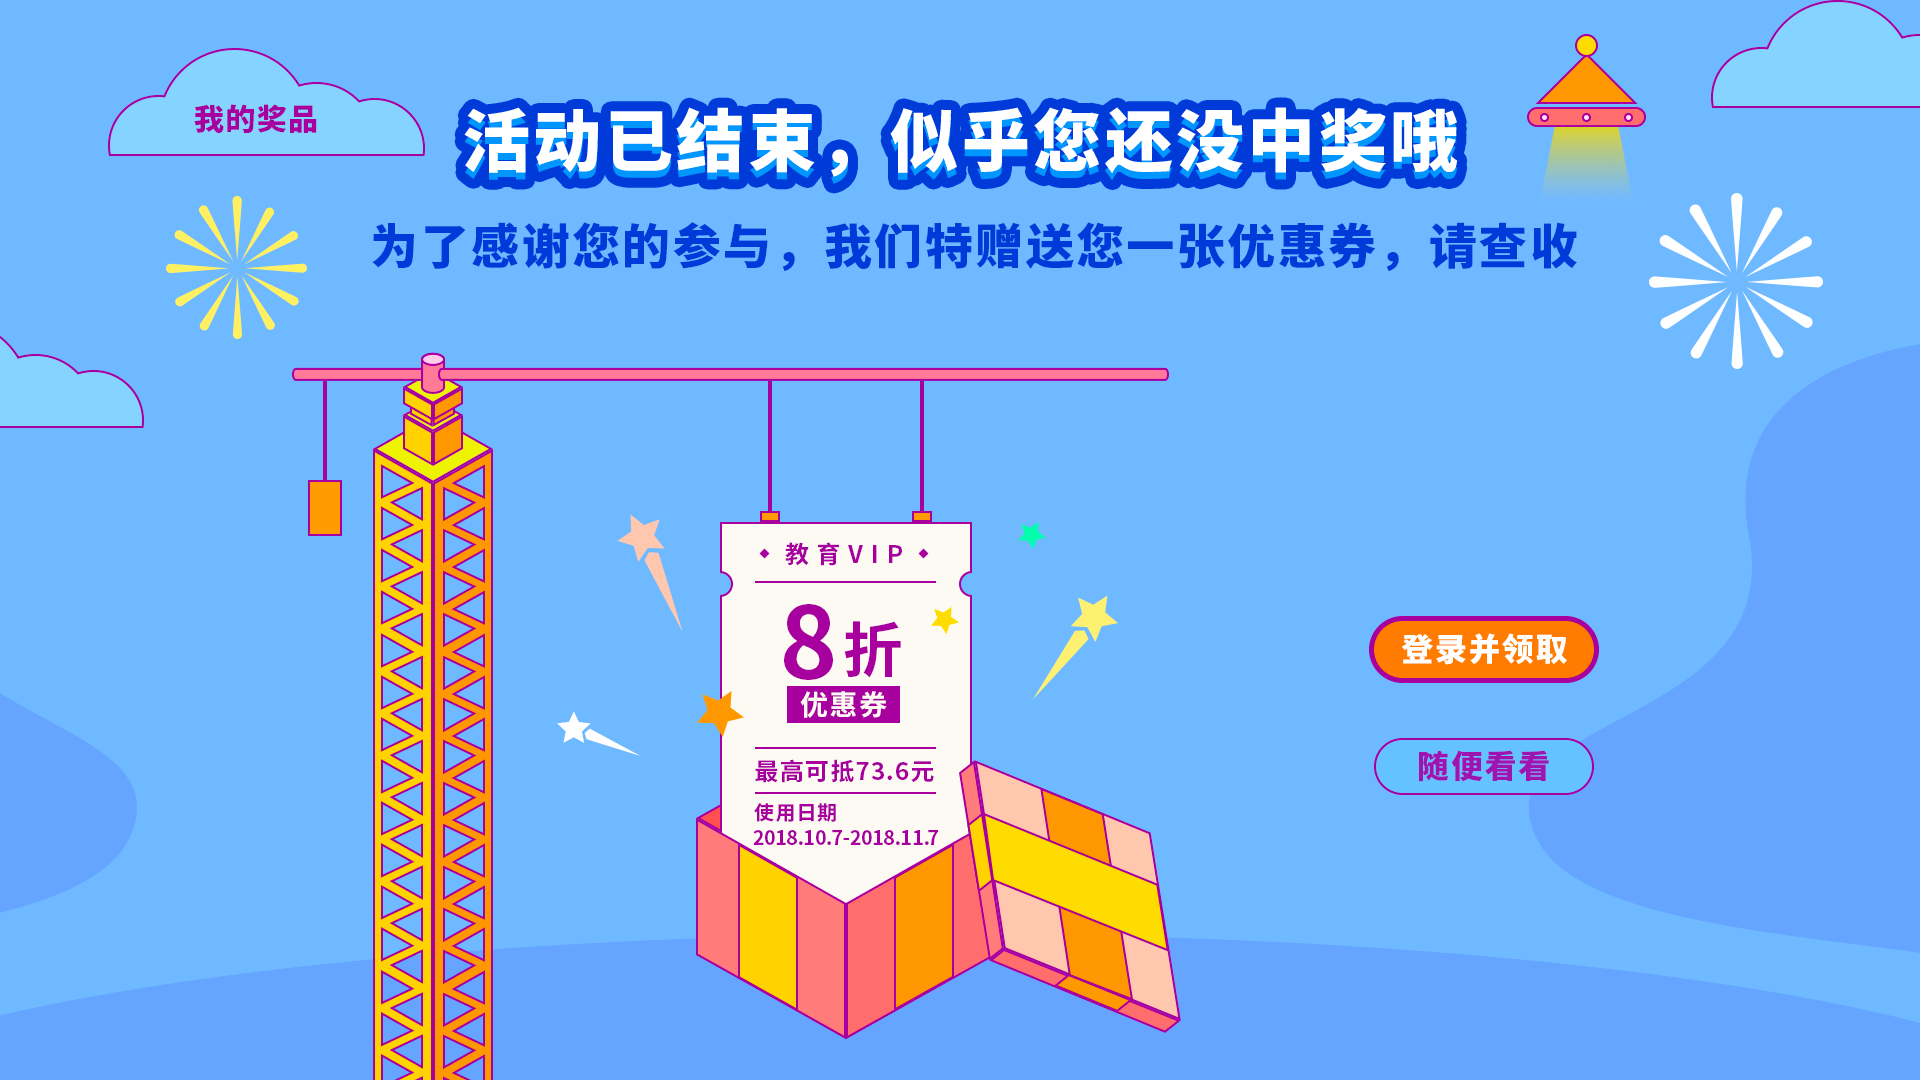 我的奖品
活动已结束，似乎您还没中奖哦
为了感谢您的参与，我们特赠送您一张优惠券，请查收
教育VIP
8折
优惠券
最高可抵73.6元
使用日期
2018.10.7-2018.11.7
登录并领取
随便看看